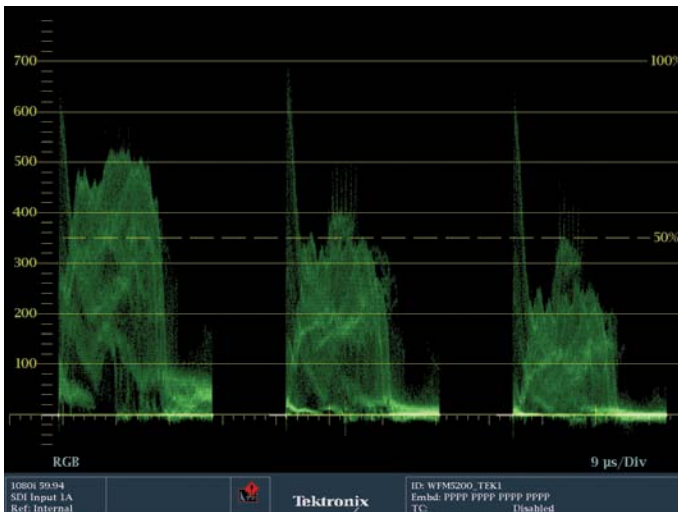 700
100%
600
500
400
50%
300
200
100
RGB
9 µs/Div
1080i 59.94
SDI Input 1A
Ref: Internal
Tektronix
ID: WFM5200_TEK1
Embd: PPPP PPPP PPPP PPPP
TC: Disabled